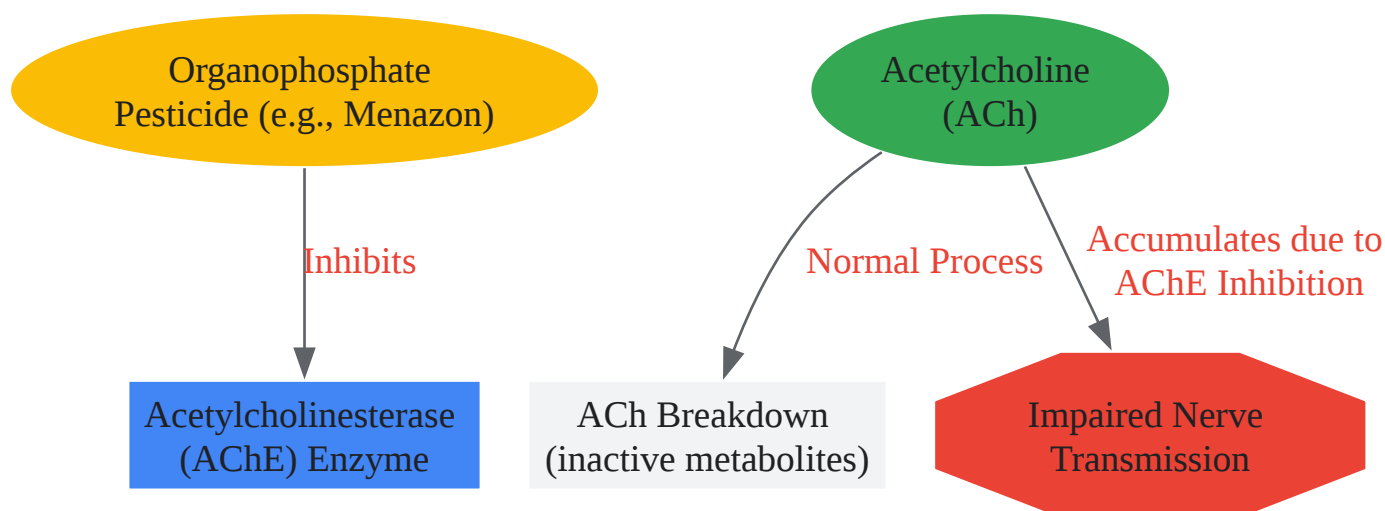 Organophosphate
Pesticide (e.g., Menazon)
Acetylcholine
(ACh)
Inhibits
Normal Process
Accumulates due to
AChE Inhibition
Acetylcholinesterase
(AChE) Enzyme
ACh Breakdown
(inactive metabolites)
Impaired Nerve
Transmission